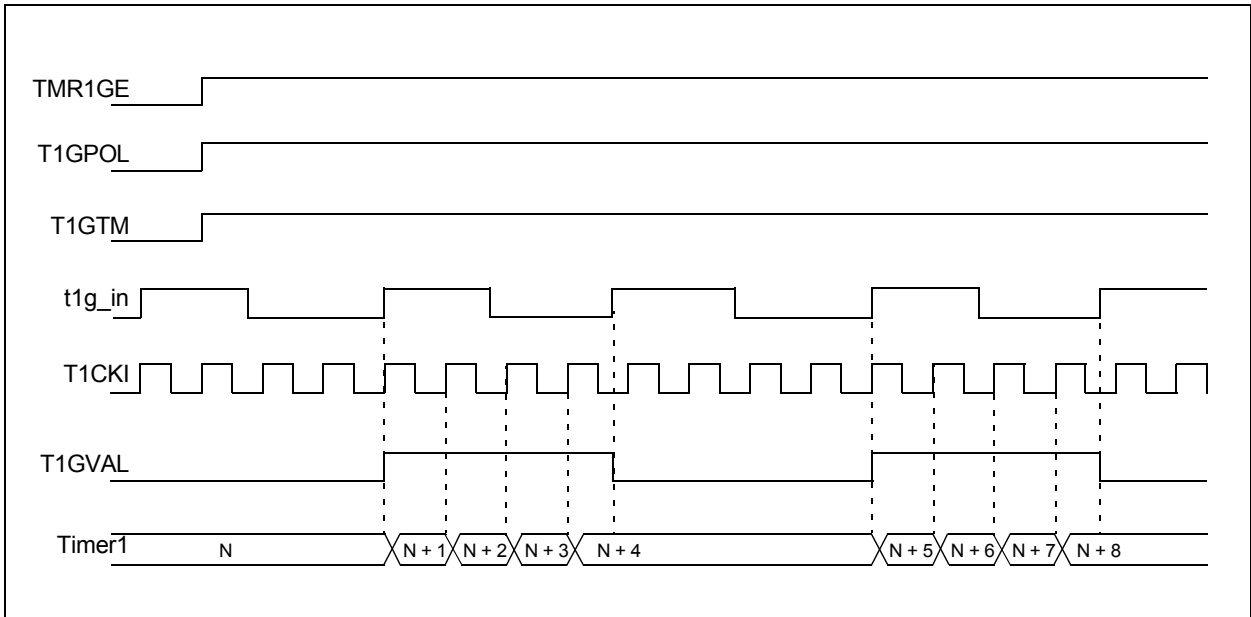 TMR1GE
T1GPOL
T1GTM
t1g_in
T1CKI
T1GVAL
Timer1 N N + 1 N + 2 N + 3 N + 4 N + 5 N + 6 N + 7 N + 8